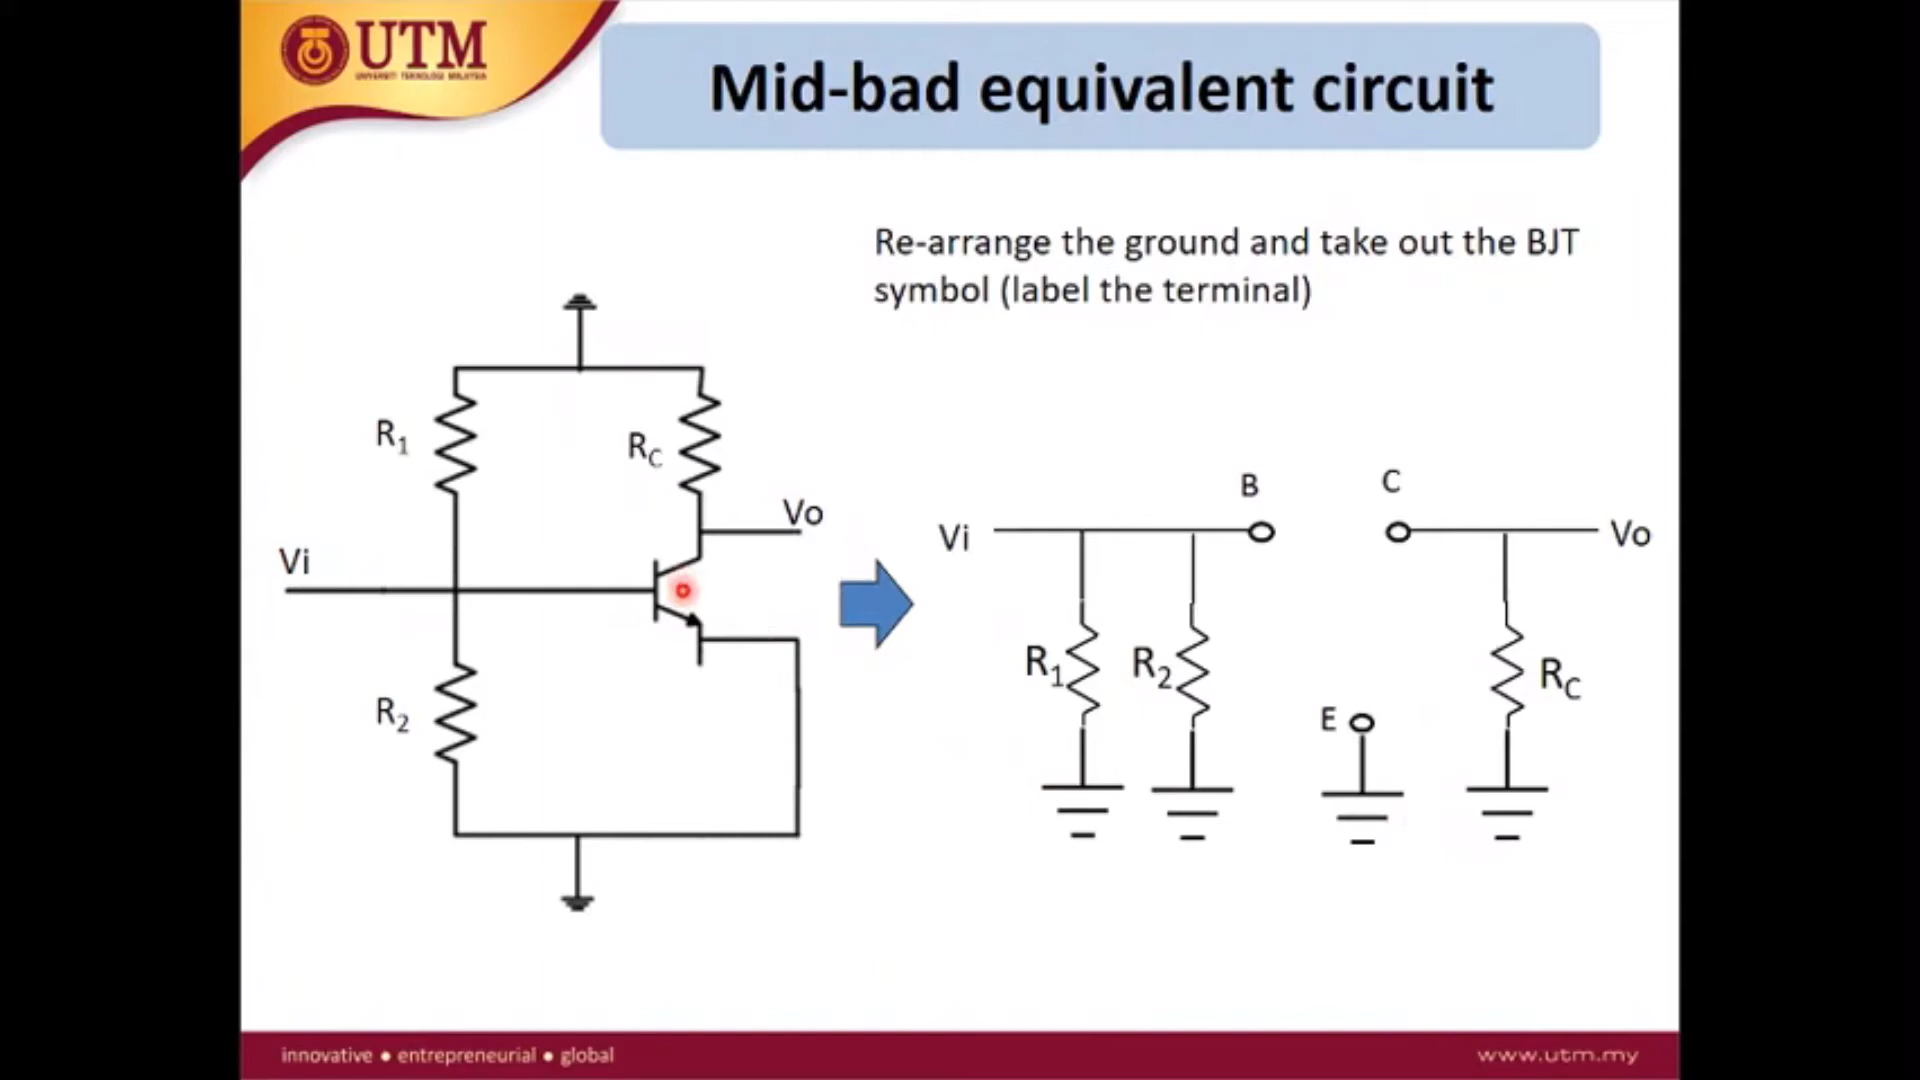 UTM
UNIVERSITI TEKNOLOGI MALAYSIA
Mid-bad equivalent circuit
Re-arrange the ground and take out the BJT
symbol (label the terminal)
R1
RC
Vo
Vi
R2
B
C
Vi
Vo
R1
R2
RC
E
innovative ● entrepreneurial ● global
www.utm.my